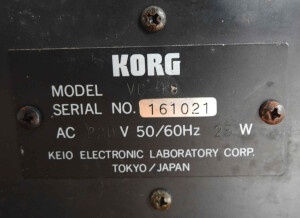 KORG
MODEL
SERIAL NO. 161021
AC V 50/60Hz W
KEIO ELECTRONIC LABORATORY CORP.
TOKYO/JAPAN